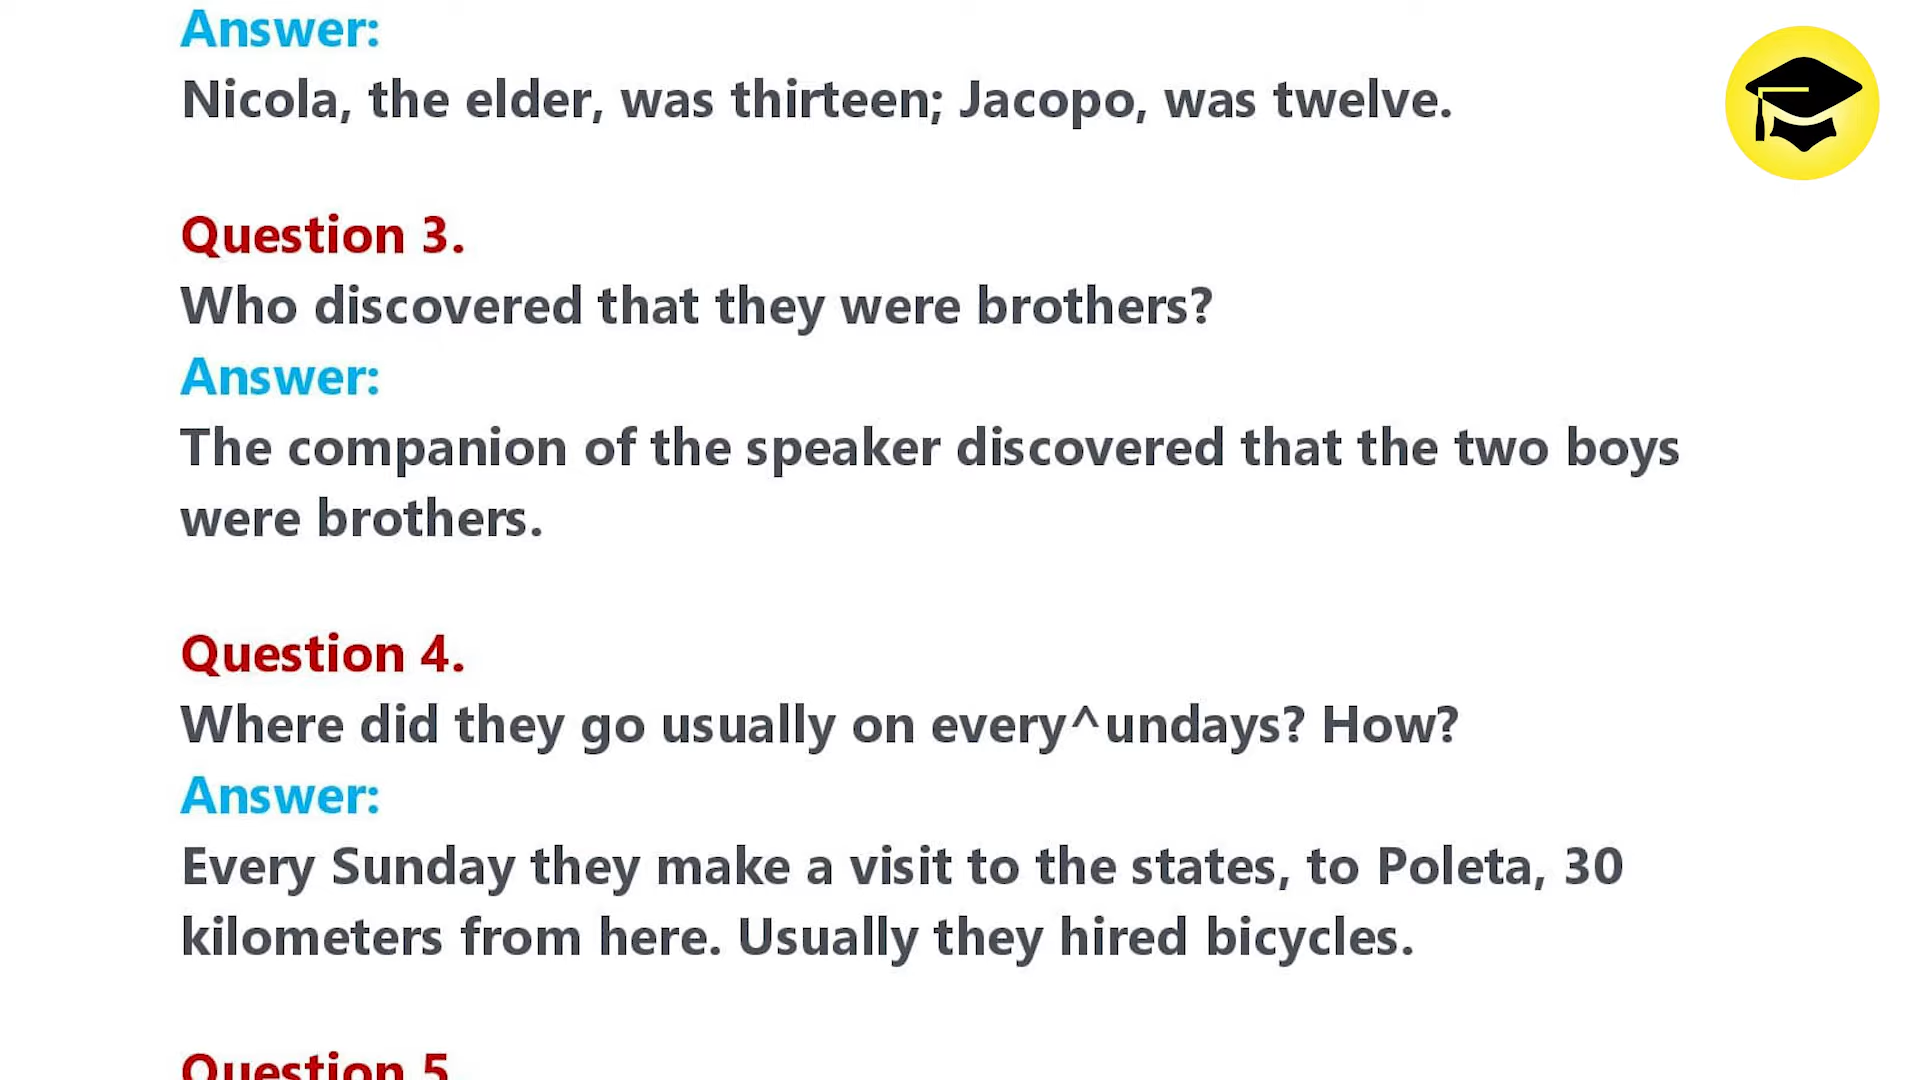 Answer:
Nicola, the elder, was thirteen; Jacopo, was twelve.
Question 3.
Who discovered that they were brothers?
Answer:
The companion of the speaker discovered that the two boys
were brothers.
Question 4.
Where did they go usually on every^undays? How?
Answer:
Every Sunday they make a visit to the states, to Poleta, 30
kilometers from here. Usually they hired bicycles.
Question 5.